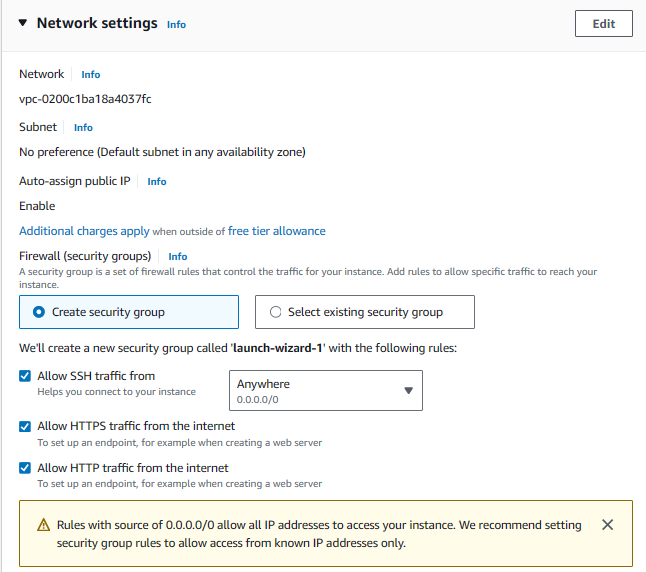 Network settings Info
Edit
Network Info
vpc-0200c1ba18a4037fc
Subnet Info
No preference (Default subnet in any availability zone)
Auto-assign public IP Info
Enable
Additional charges apply when outside of free tier allowance
Firewall (security groups) Info
A security group is a set of firewall rules that control the traffic for your instance. Add rules to allow specific traffic to reach your
instance.
Create security group
Select existing security group
We'll create a new security group called 'launch-wizard-1' with the following rules:
Allow SSH traffic from
Helps you connect to your instance
Anywhere
0.0.0.0/0
Allow HTTPS traffic from the internet
To set up an endpoint, for example when creating a web server
Allow HTTP traffic from the internet
To set up an endpoint, for example when creating a web server
Rules with source of 0.0.0.0/0 allow all IP addresses to access your instance. We recommend setting
security group rules to allow access from known IP addresses only.